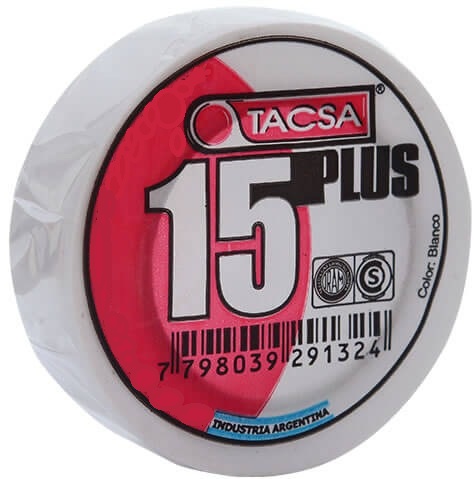 TACSA®
15 PLUS
IRAM S
Color: Blanco
7 798039 291324
INDUSTRIA ARGENTINA